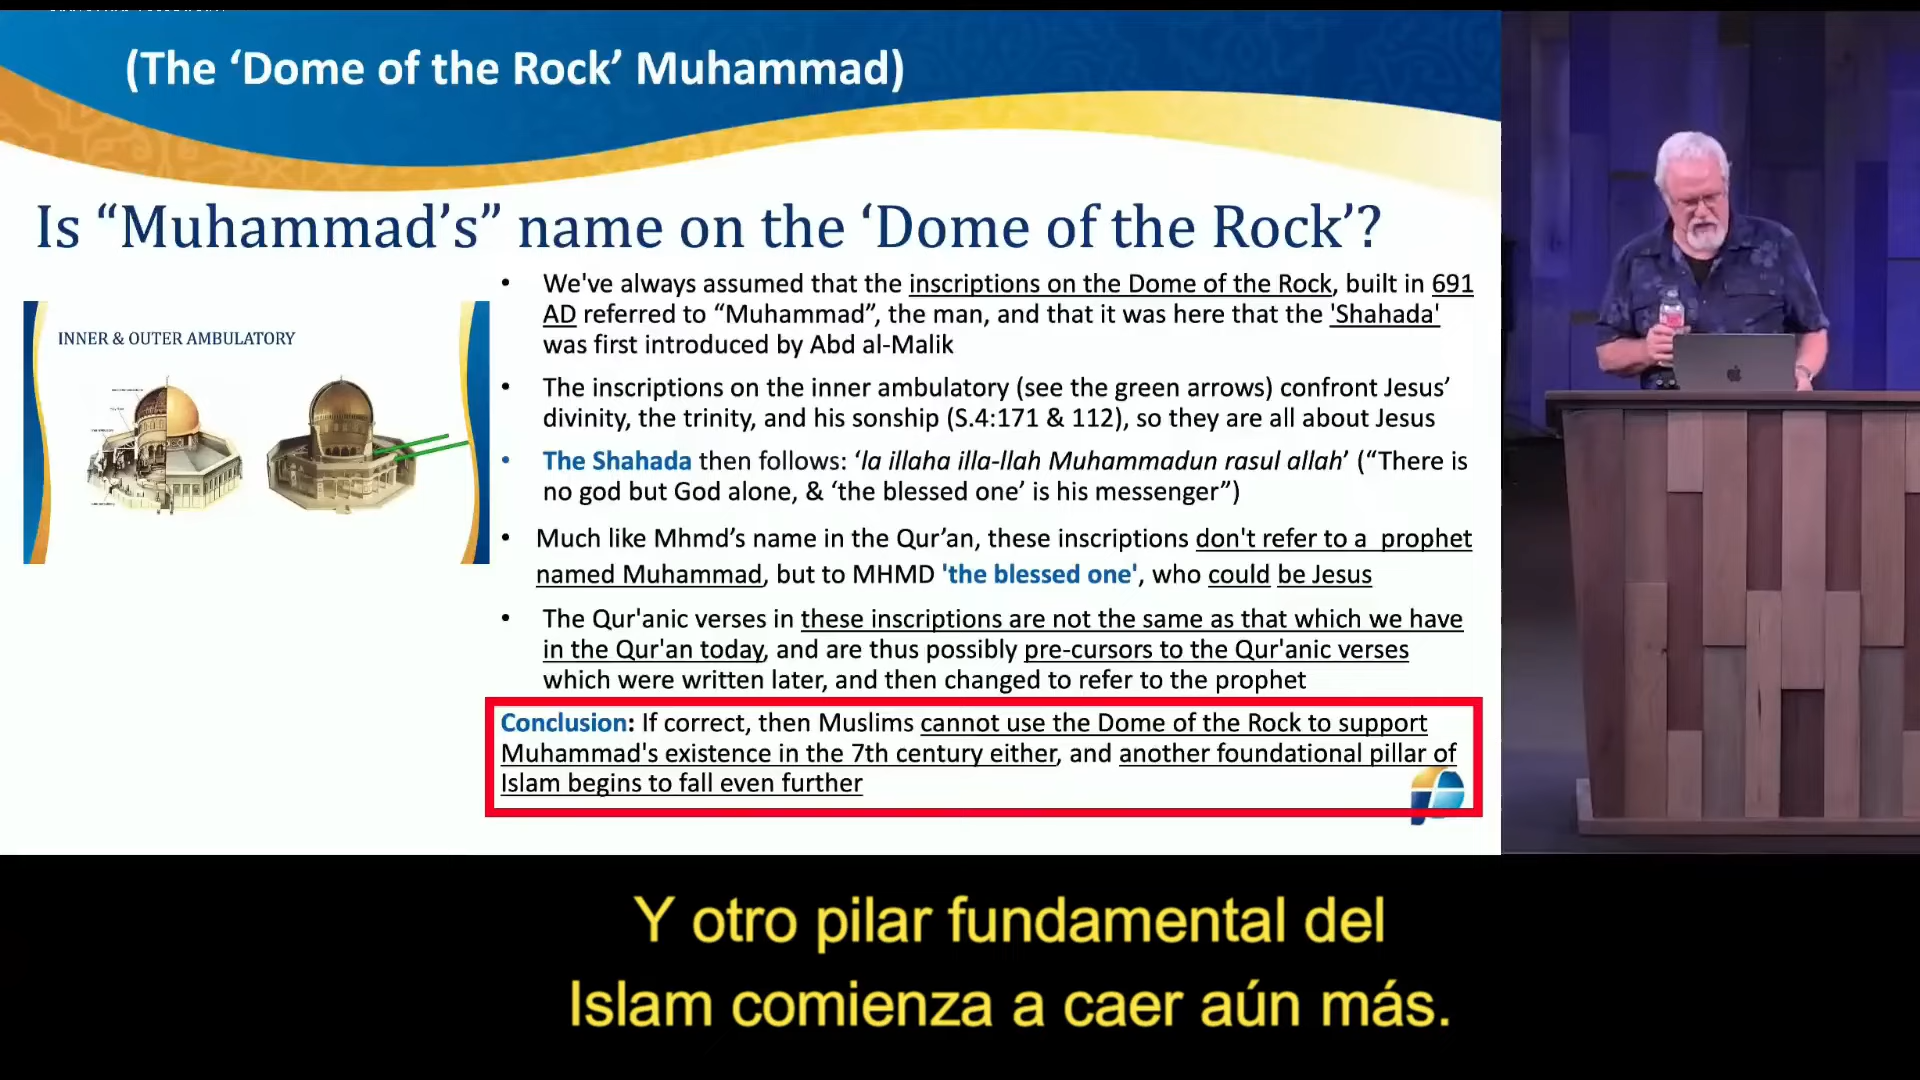 (The ‘Dome of the Rock’ Muhammad)
Is “Muhammad’s” name on the ‘Dome of the Rock’?
INNER & OUTER AMBULATORY
• We've always assumed that the inscriptions on the Dome of the Rock, built in 691
AD referred to “Muhammad”, the man, and that it was here that the 'Shahada'
was first introduced by Abd al-Malik
• The inscriptions on the inner ambulatory (see the green arrows) confront Jesus’
divinity, the trinity, and his sonship (S.4:171 & 112), so they are all about Jesus
• The Shahada then follows: ‘la illaha illa-llah Muhammadun rasul allah’ (“There is
no god but God alone, & ‘the blessed one’ is his messenger”)
• Much like Mhmd’s name in the Qur’an, these inscriptions don't refer to a prophet
named Muhammad, but to MHMD 'the blessed one', who could be Jesus
• The Qur'anic verses in these inscriptions are not the same as that which we have
in the Qur'an today, and are thus possibly pre-cursors to the Qur'anic verses
which were written later, and then changed to refer to the prophet
Conclusion: If correct, then Muslims cannot use the Dome of the Rock to support
Muhammad's existence in the 7th century either, and another foundational pillar of
Islam begins to fall even further
Y otro pilar fundamental del
Islam comienza a caer aún más.